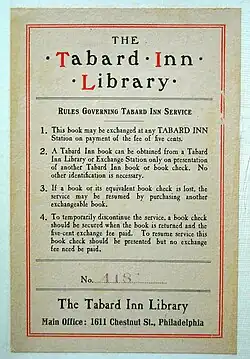 THE
·Tabard·Inn·
Library·
RULES GOVERNING TABARD INN SERVICE
1. This book may be exchanged at any TABARD INN
Station on payment of the fee of five cents.
2. A Tabard Inn book can be obtained from a Tabard
Inn Library or Exchange Station only on presentation
of another Tabard Inn book or book check. No
other identification is necessary.
3. If a book or its equivalent book check is lost, the
service may be resumed by purchasing another
exchangeable book.
4. To temporarily discontinue the service, a book check
should be secured when the book is returned and the
five-cent exchange fee paid. To resume service this
book check should be presented but no exchange
fee need be paid.
No. 418
The Tabard Inn Library
Main Office: 1611 Chestnut St., Philadelphia